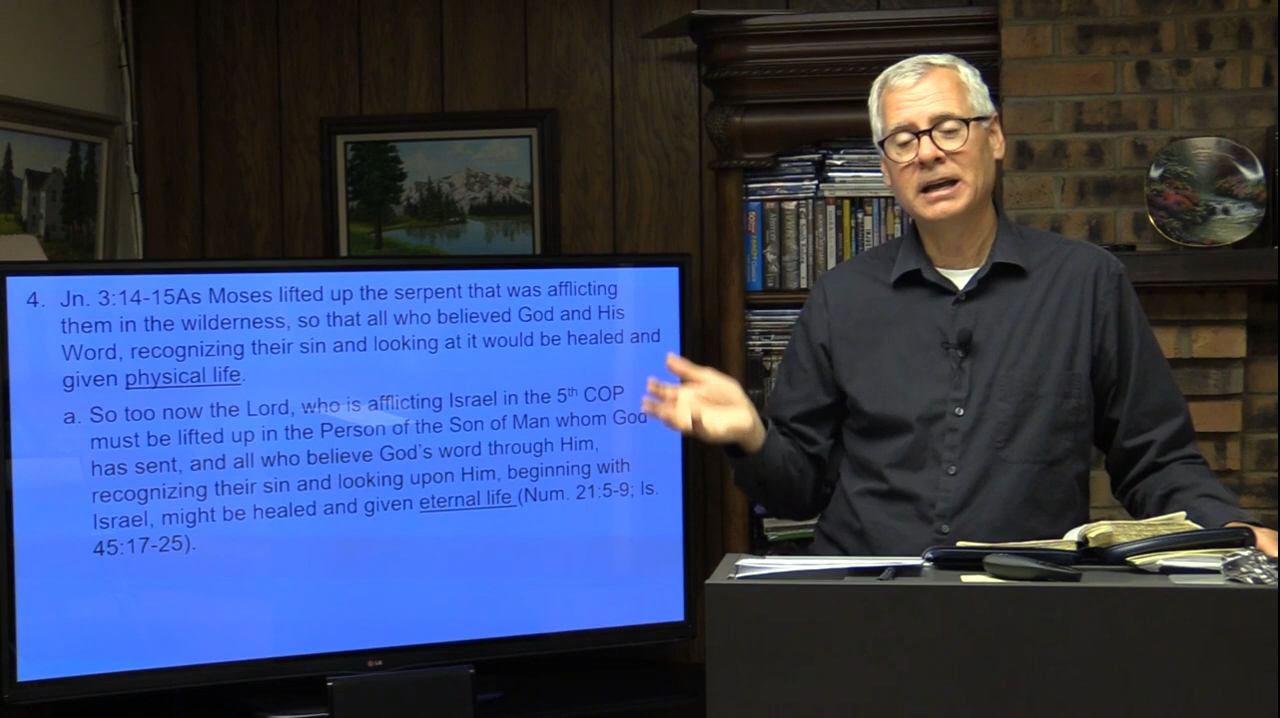 4. Jn. 3:14-15As Moses lifted up the serpent that was afflicting
them in the wilderness, so that all who believed God and His
Word, recognizing their sin and looking at it would be healed and
given physical life.
a. So too now the Lord, who is afflicting Israel in the 5th COP
must be lifted up in the Person of the Son of Man whom God
has sent, and all who believe God's word through Him,
recognizing their sin and looking upon Him, beginning with
Israel, might be healed and given eternal life (Num. 21:5-9; Is.
45:17-25).
LG